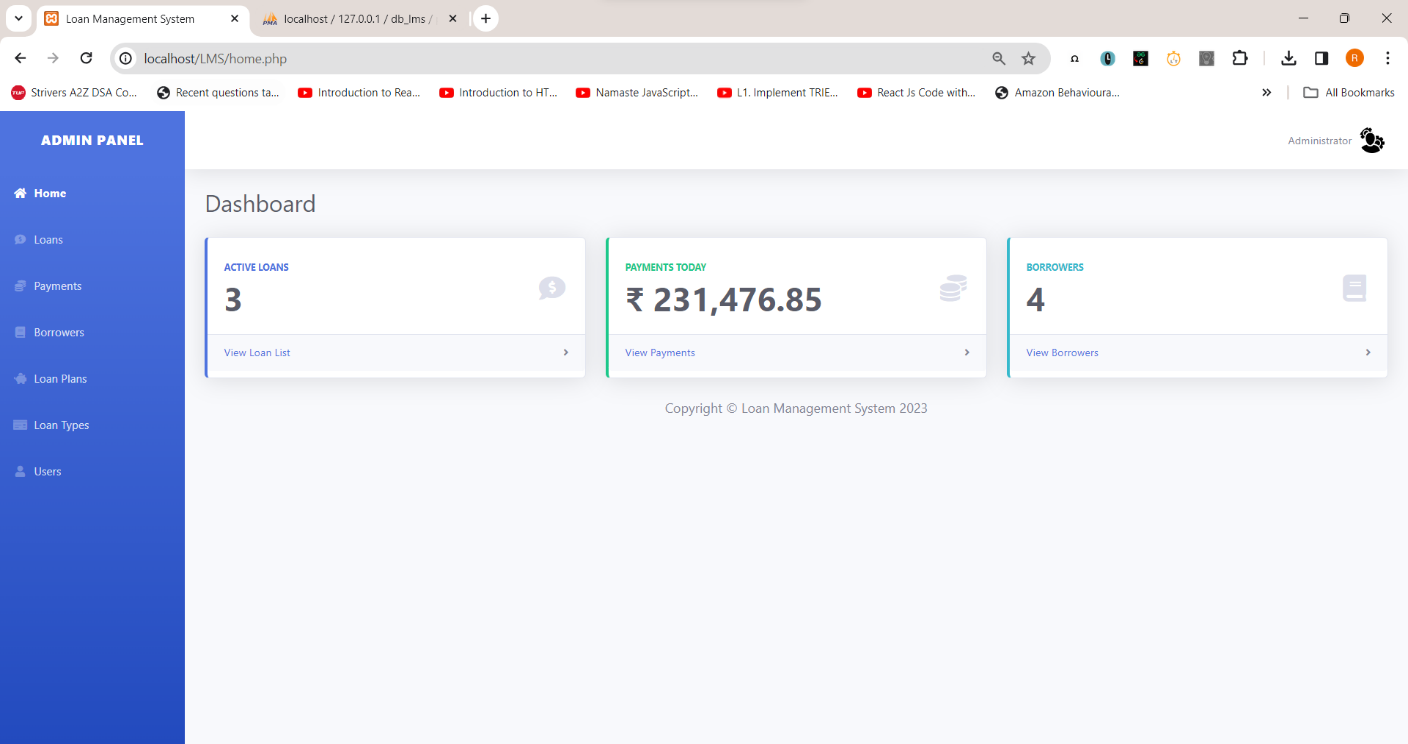 Loan Management System
localhost / 127.0.0.1 / db_lms /
localhost/LMS/home.php
R
Strivers A2Z DSA Co...
Recent questions ta...
Introduction to Rea...
Introduction to HT...
Namaste JavaScript...
L1. Implement TRIE...
React Js Code with...
Amazon Behavioura...
All Bookmarks
ADMIN PANEL
Administrator
Home
Loans
Payments
Borrowers
Loan Plans
Loan Types
Users
Dashboard
ACTIVE LOANS
3
View Loan List
PAYMENTS TODAY
₹ 231,476.85
View Payments
BORROWERS
4
View Borrowers
Copyright © Loan Management System 2023